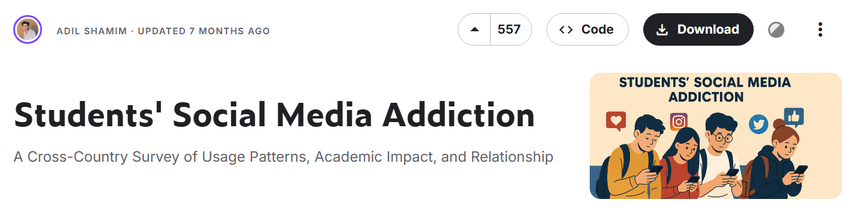 ADIL SHAMIM · UPDATED 7 MONTHS AGO
557
Code
Download
Students' Social Media Addiction
A Cross-Country Survey of Usage Patterns, Academic Impact, and Relationship
STUDENTS' SOCIAL MEDIA
ADDICTION